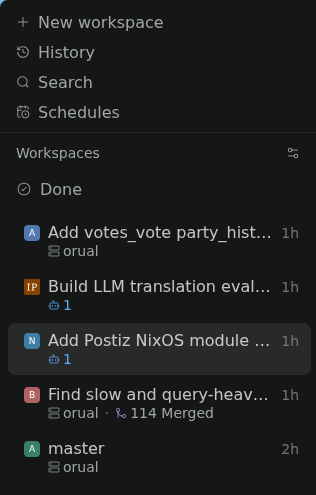 New workspace
History
Search
Schedules
Workspaces
Done
A Add votes_vote party_hist... 1h
orual
IP Build LLM translation eval... 1h
1
N Add Postiz NixOS module ... 1h
1
B Find slow and query-heav... 1h
orual · 114 Merged
A master 2h
orual